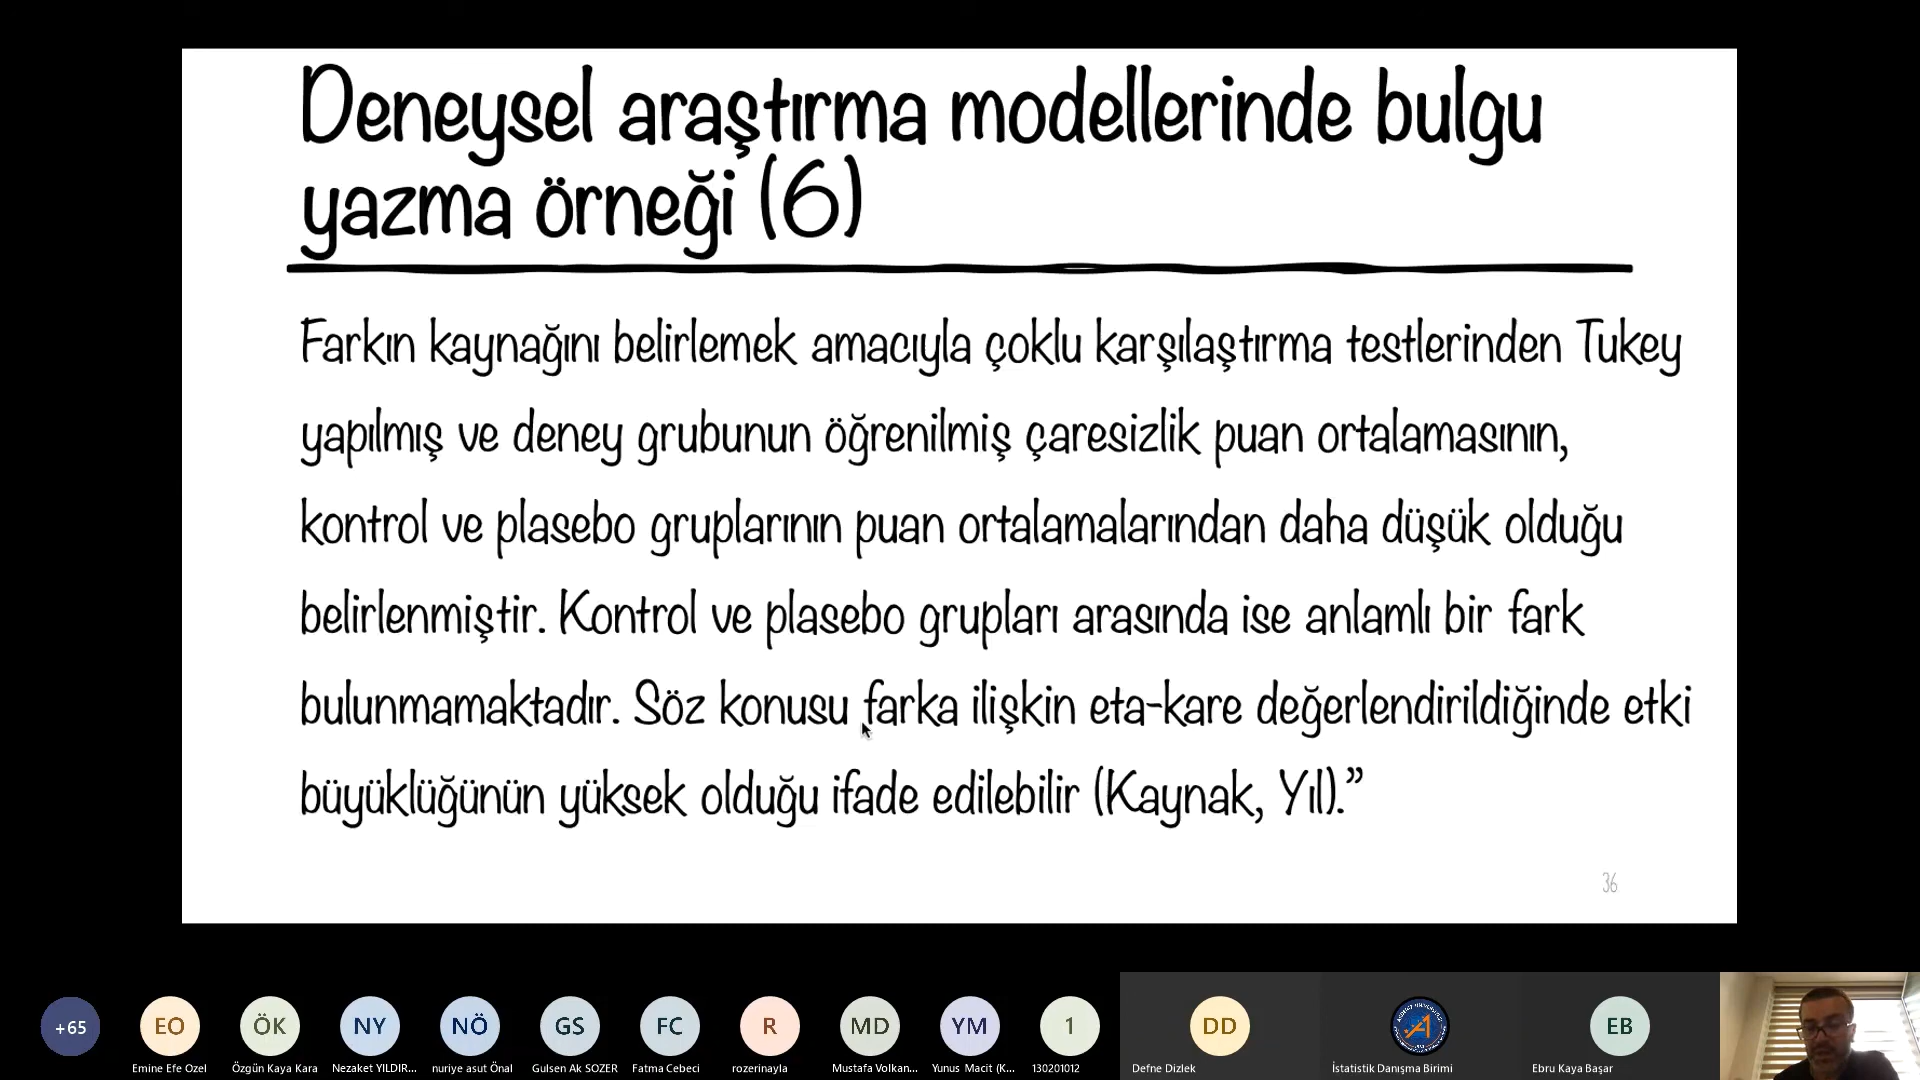 Deneysel araştırma modellerinde bulgu
yazma örneği (6)
Farkın kaynağını belirlemek amacıyla çoklu karşılaştırma testlerinden Tukey
yapılmış ve deney grubunun öğrenilmiş çaresizlik puan ortalamasının,
kontrol ve plasebo gruplarının puan ortalamalarından daha düşük olduğu
belirlenmiştir. Kontrol ve plasebo grupları arasında ise anlamlı bir fark
bulunmamaktadır. Söz konusu farka ilişkin eta-kare değerlendirildiğinde etki
büyüklüğünün yüksek olduğu ifade edilebilir (Kaynak, Yıl).”
36
+65 EO ÖK NY NÖ GS FC R MD YM 1 DD EB
Emine Efe Ozel Özgün Kaya Kara Nezaket YILDIR... nuriye asut Önal Gulsen Ak SOZER Fatma Cebeci rozerinayla Mustafa Volkan... Yunus Macit (K... 130201012 Defne Dizlek İstatistik Danışma Birimi Ebru Kaya Başar